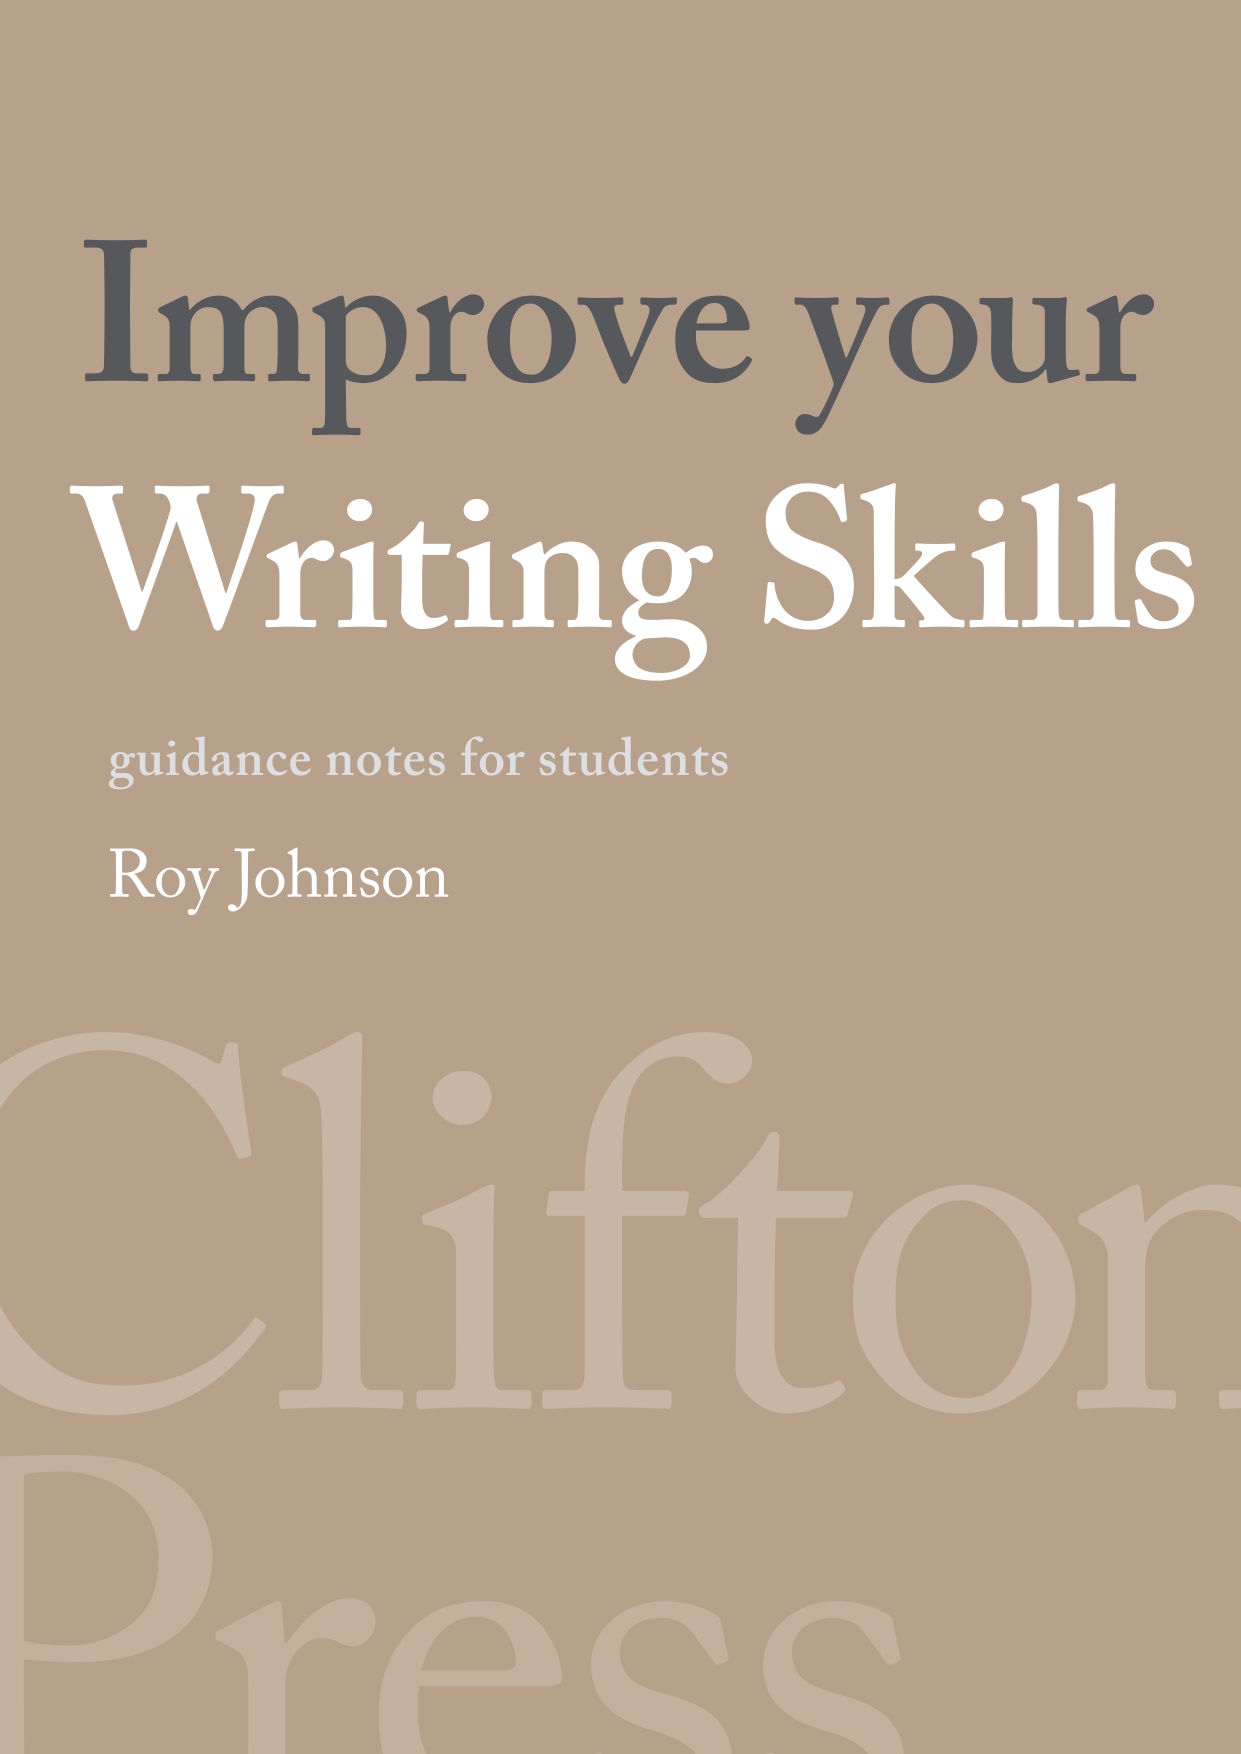 Improve your
Writing Skills
guidance notes for students
Roy Johnson
Clifton
Press